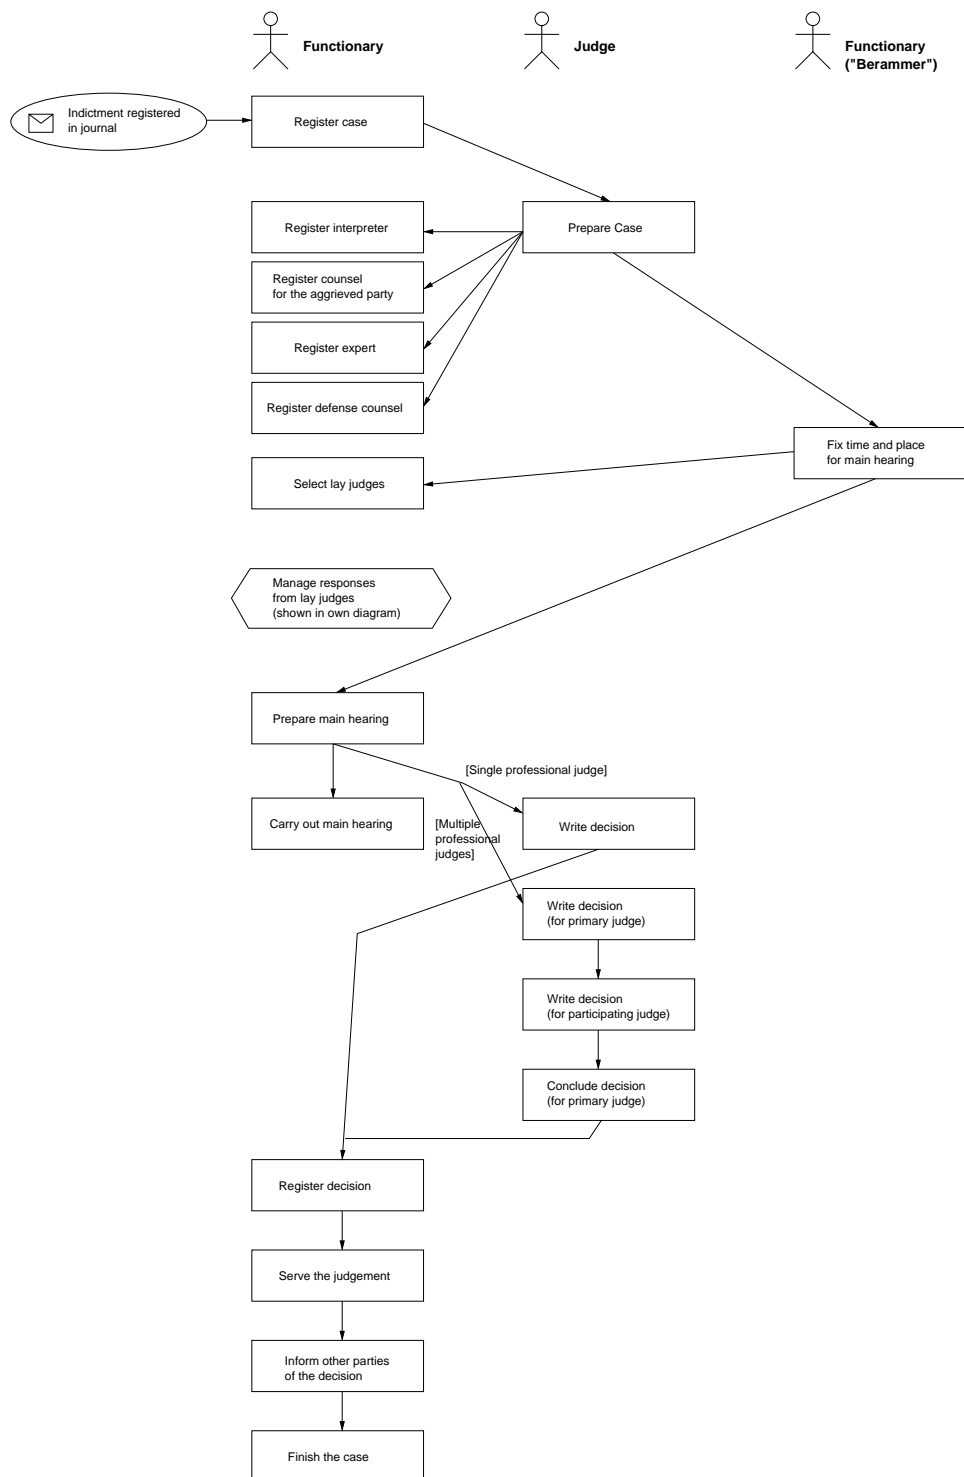 Functionary
Judge
Functionary
("Berammer")
Indictment registered
in journal
Register case
Register interpreter
Prepare Case
Register counsel
for the aggrieved party
Register expert
Register defense counsel
Fix time and place
for main hearing
Select lay judges
Manage responses
from lay judges
(shown in own diagram)
Prepare main hearing
[Single professional judge]
Carry out main hearing
[Multiple
professional
judges]
Write decision
Write decision
(for primary judge)
Write decision
(for participating judge)
Conclude decision
(for primary judge)
Register decision
Serve the judgement
Inform other parties
of the decision
Finish the case